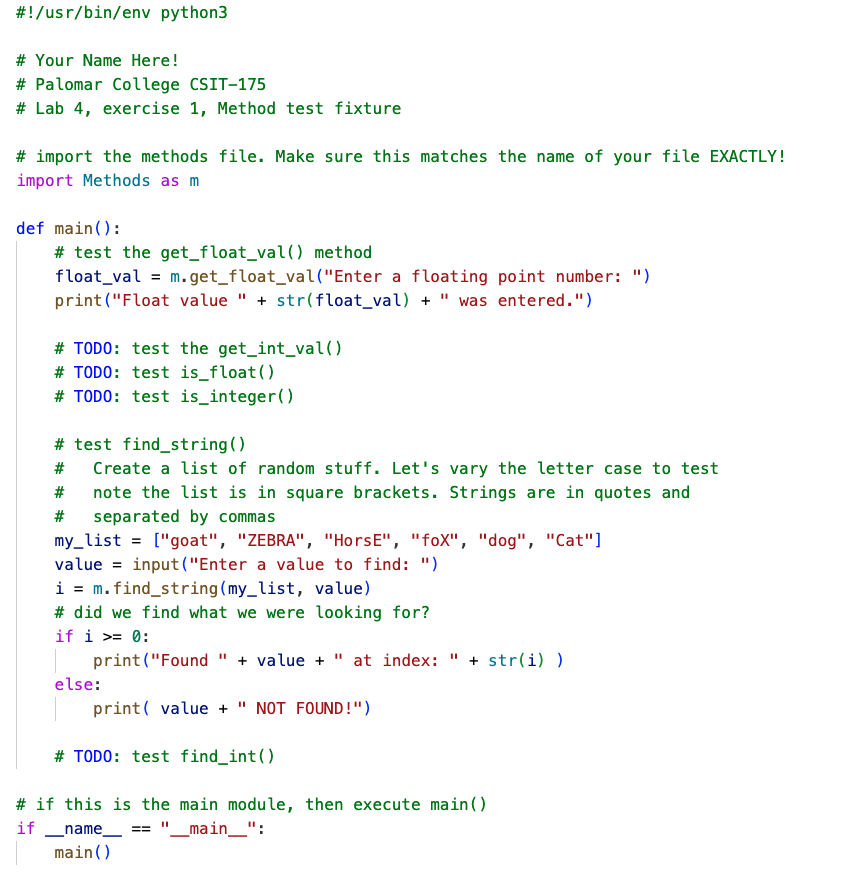 #!/usr/bin/env python3

# Your Name Here!
# Palomar College CSIT-175
# Lab 4, exercise 1, Method test fixture

# import the methods file. Make sure this matches the name of your file EXACTLY!
import Methods as m

def main():
    # test the get_float_val() method
    float_val = m.get_float_val("Enter a floating point number: ")
    print("Float value " + str(float_val) + " was entered.")

    # TODO: test the get_int_val()
    # TODO: test is_float()
    # TODO: test is_integer()

    # test find_string()
    #   Create a list of random stuff. Let's vary the letter case to test
    #   note the list is in square brackets. Strings are in quotes and
    #   separated by commas
    my_list = ["goat", "ZEBRA", "HorsE", "foX", "dog", "Cat"]
    value = input("Enter a value to find: ")
    i = m.find_string(my_list, value)
    # did we find what we were looking for?
    if i >= 0:
        print("Found " + value + " at index: " + str(i) )
    else:
        print( value + " NOT FOUND!")

    # TODO: test find_int()

# if this is the main module, then execute main()
if __name__ == "__main__":
    main()